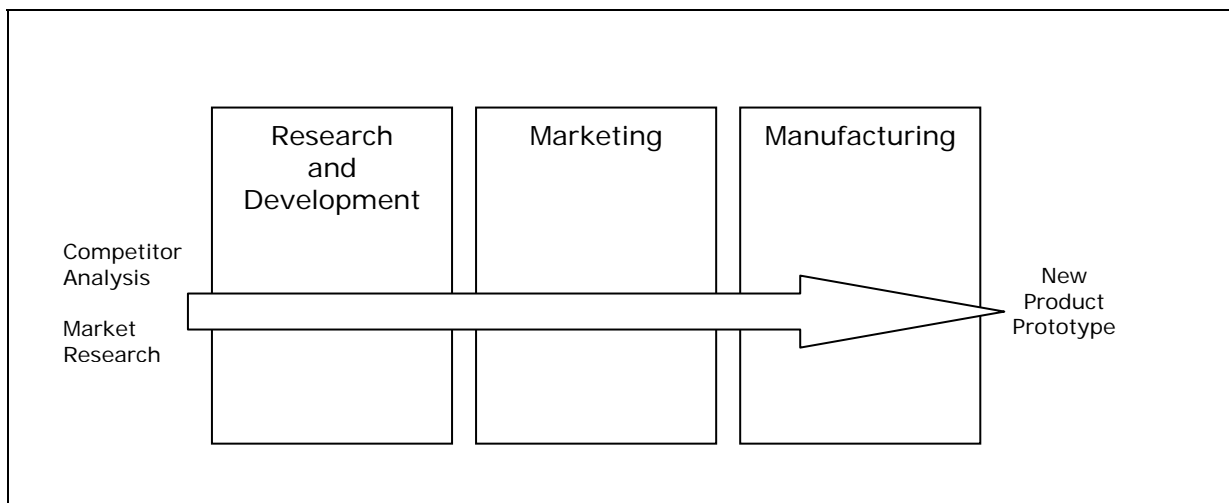 Research
and
Development
Marketing
Manufacturing
Competitor
Analysis
Market
Research
New
Product
Prototype